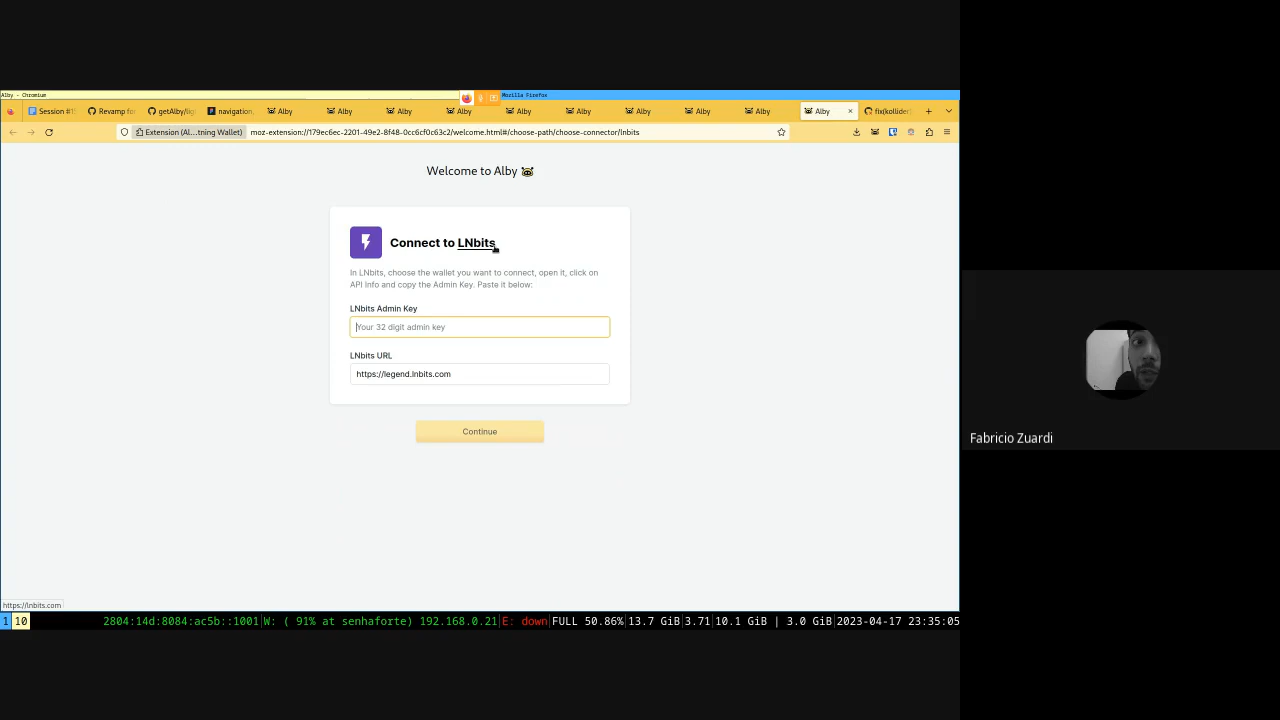 Alby - Chromium
Mozilla Firefox
Session #1
Revamp for
getAlby/lig
navigation,
Alby
Alby
Alby
Alby
Alby
Alby
Alby
Alby
Alby
Alby
fix(kollider)
Extension (Al...tning Wallet)
moz-extension://179ec6ec-2201-49e2-8f48-0cc6cf0c63c2/welcome.html#/choose-path/choose-connector/lnbits
Welcome to Alby
Connect to LNbits
In LNbits, choose the wallet you want to connect, open it, click on
API Info and copy the Admin Key. Paste it below:
LNbits Admin Key
Your 32 digit admin key
LNbits URL
https://legend.lnbits.com
Continue
Fabricio Zuardi
https://lnbits.com
1 10 2804:14d:8084:ac5b::1001|W: ( 91% at senhaforte) 192.168.0.21|E: down|FULL 50.86%|13.7 GiB|3.71|10.1 GiB | 3.0 GiB|2023-04-17 23:35:05